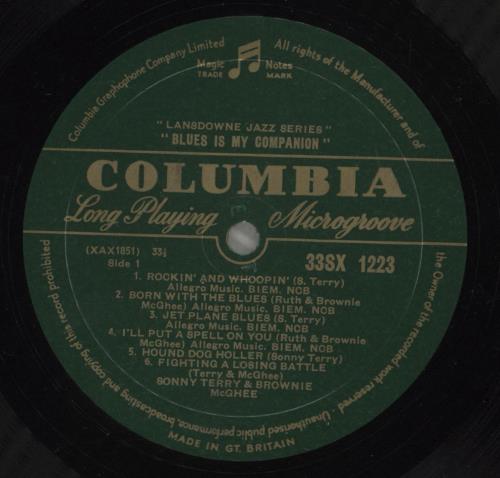 Columbia Graphophone Company Limited
All rights of the Manufacturer and of
the Owner of the recorded work reserved
Unauthorised public performance, broadcasting and copying of this record prohibited
Magic Notes
TRADE MARK
"LANSDOWNE JAZZ SERIES"
"BLUES IS MY COMPANION"
COLUMBIA
Long Playing Microgroove
(XAX1851) 33⅓
Side 1
33SX 1223
1. ROCKIN' AND WHOOPIN' (S. Terry)
Allegro Music. BIEM. NCB
2. BORN WITH THE BLUES (Ruth & Brownie
McGhee) Allegro Music. BIEM. NCB
3. JET PLANE BLUES (S. Terry)
Allegro Music. BIEM. NCB
4. I'LL PUT A SPELL ON YOU (Ruth & Brownie
McGhee) Allegro Music. BIEM. NCB
5. HOUND DOG HOLLER (Sonny Terry)
6. FIGHTING A LOSING BATTLE
(Terry & McGhee)
SONNY TERRY & BROWNIE
McGHEE
MADE IN GT. BRITAIN